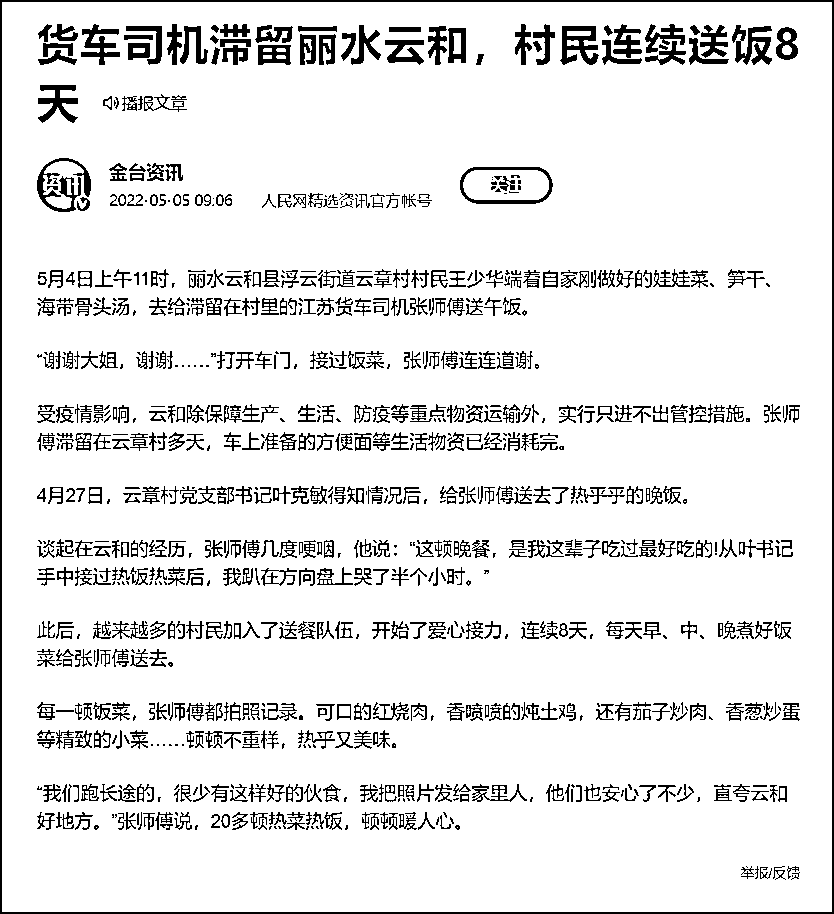 货车司机滞留丽水云和，村民连续送饭8
天 播报文章
资讯
金台资讯
2022-05-05 09:06 人民网精选资讯官方帐号
关注
5月4日上午11时，丽水云和县浮云街道云章村村民王少华端着自家刚做好的娃娃菜、笋干、
海带骨头汤，去给滞留在村里的江苏货车司机张师傅送午饭。
“谢谢大姐，谢谢……”打开车门，接过饭菜，张师傅连连道谢。
受疫情影响，云和除保障生产、生活、防疫等重点物资运输外，实行只进不出管控措施。张师
傅滞留在云章村多天，车上准备的方便面等生活物资已经消耗完。
4月27日，云章村党支部书记叶克敏得知情况后，给张师傅送去了热乎乎的晚饭。
谈起在云和的经历，张师傅几度哽咽，他说：“这顿晚餐，是我这辈子吃过最好吃的!从叶书记
手中接过热饭热菜后，我趴在方向盘上哭了半个小时。”
此后，越来越多的村民加入了送餐队伍，开始了爱心接力，连续8天，每天早、中、晚煮好饭
菜给张师傅送去。
每一顿饭菜，张师傅都拍照记录。可口的红烧肉，香喷喷的炖土鸡，还有茄子炒肉、香葱炒蛋
等精致的小菜……顿顿不重样，热乎又美味。
“我们跑长途的，很少有这样好的伙食，我把照片发给家里人，他们也安心了不少，直夸云和
好地方。”张师傅说，20多顿热菜热饭，顿顿暖人心。
举报/反馈